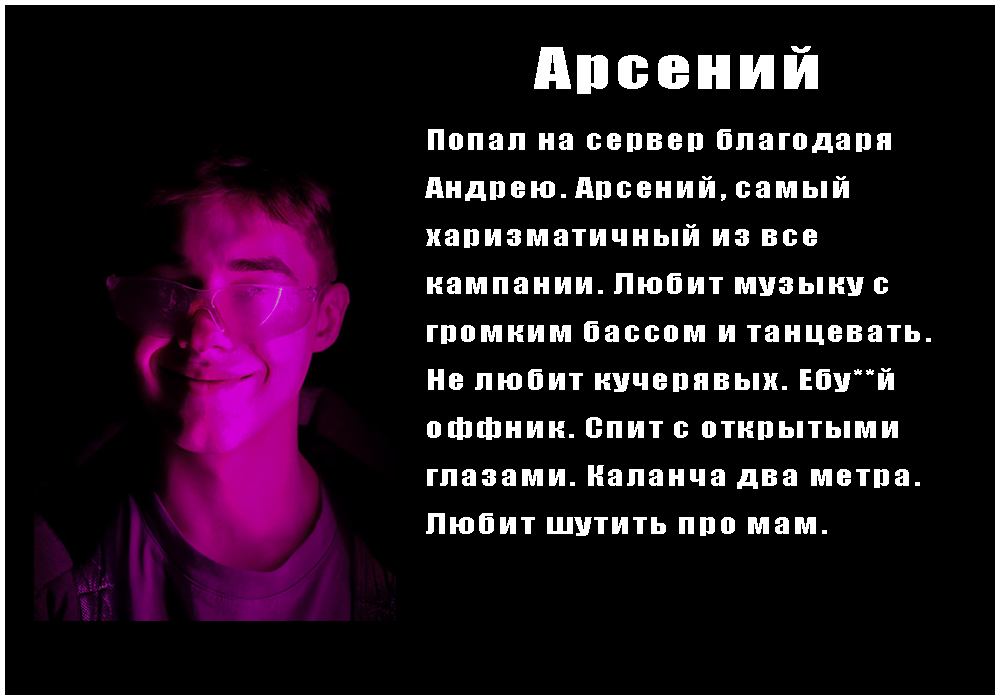 Арсений
Попал на сервер благодаря
Андрею. Арсений, самый
харизматичный из все
кампании. Любит музыку с
громким бассом и танцевать.
Не любит кучерявых. Ебу**й
оффник. Спит с открытыми
глазами. Каланча два метра.
Любит шутить про мам.